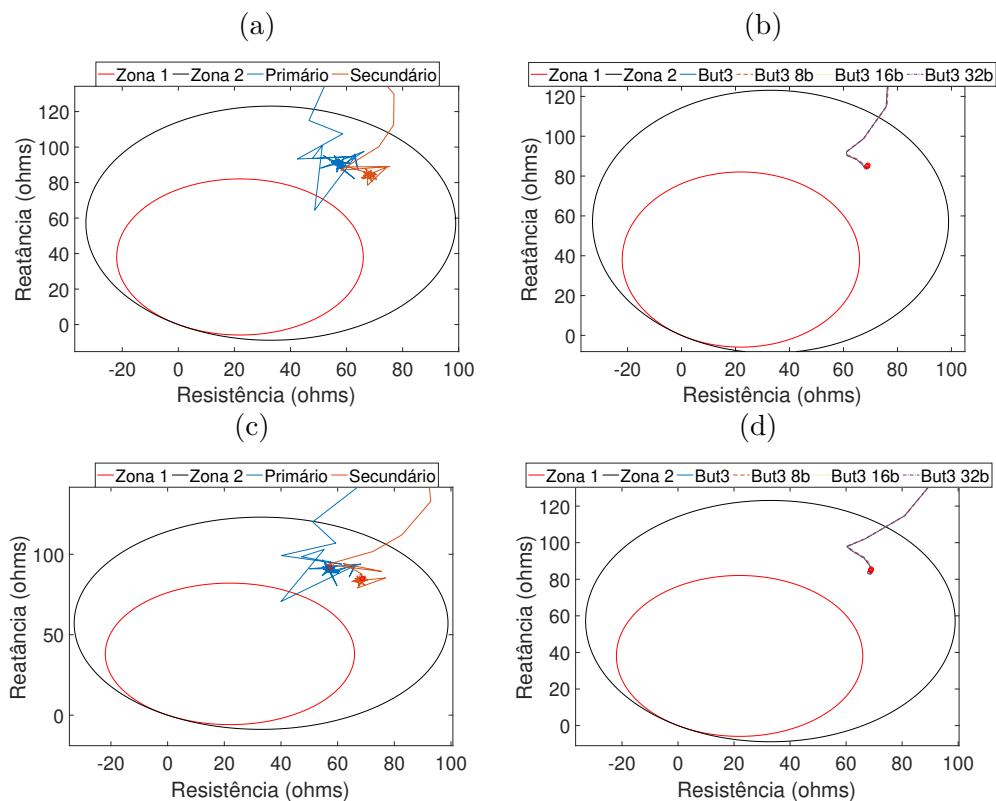 (a)
Zona 1 Zona 2 Primário Secundário
120
100
80
60
40
20
0
-20 0 20 40 60 80 100
Reatância (ohms)
Resistência (ohms)
(b)
Zona 1 Zona 2 But3 But3 8b But3 16b But3 32b
120
100
80
60
40
20
0
-20 0 20 40 60 80 100
Reatância (ohms)
Resistência (ohms)
(c)
Zona 1 Zona 2 Primário Secundário
100
50
0
-20 0 20 40 60 80 100
Reatância (ohms)
Resistência (ohms)
(d)
Zona 1 Zona 2 But3 But3 8b But3 16b But3 32b
120
100
80
60
40
20
0
-20 0 20 40 60 80 100
Reatância (ohms)
Resistência (ohms)